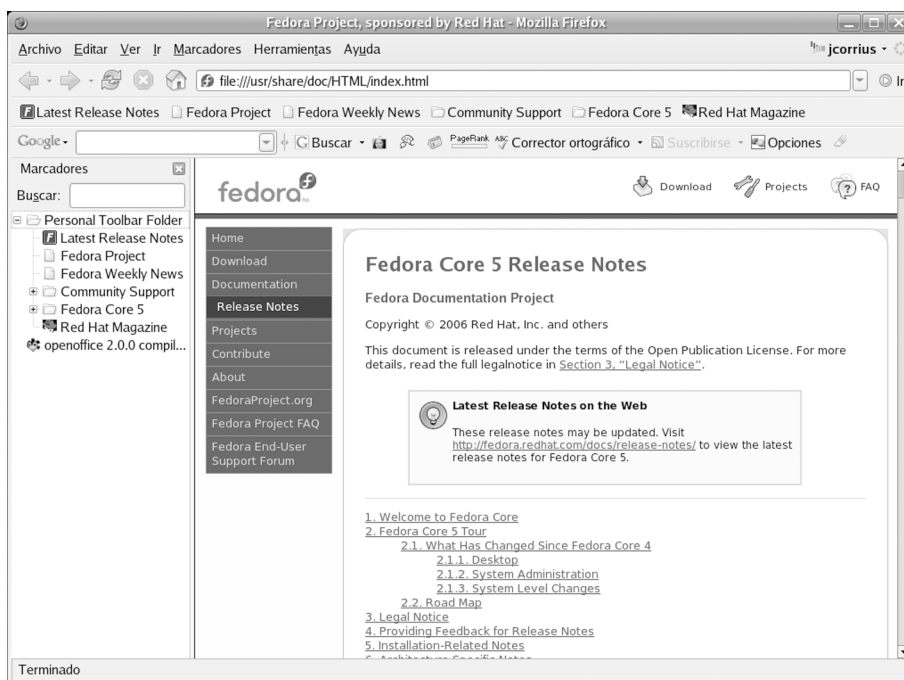 Fedora Project, sponsored by Red Hat - Mozilla Firefox
Archivo Editar Ver Ir Marcadores Herramientas Ayuda
jcorrius
file:///usr/share/doc/HTML/index.html
Ir
Latest Release Notes Fedora Project Fedora Weekly News Community Support Fedora Core 5 Red Hat Magazine
Google Buscar PageRank ABC Corrector ortográfico Suscribirse Opciones
Marcadores
Buscar:
Personal Toolbar Folder
Latest Release Notes
Fedora Project
Fedora Weekly News
Community Support
Fedora Core 5
Red Hat Magazine
openoffice 2.0.0 compil...
fedora
Download Projects FAQ
Home
Download
Documentation
Release Notes
Projects
Contribute
About
FedoraProject.org
Fedora Project FAQ
Fedora End-User
Support Forum
Fedora Core 5 Release Notes
Fedora Documentation Project
Copyright © 2006 Red Hat, Inc. and others
This document is released under the terms of the Open Publication License. For more
details, read the full legalnotice in Section 3, “Legal Notice”.
Latest Release Notes on the Web
These release notes may be updated. Visit
http://fedora.redhat.com/docs/release-notes/ to view the latest
release notes for Fedora Core 5.
1. Welcome to Fedora Core
2. Fedora Core 5 Tour
2.1. What Has Changed Since Fedora Core 4
2.1.1. Desktop
2.1.2. System Administration
2.1.3. System Level Changes
2.2. Road Map
3. Legal Notice
4. Providing Feedback for Release Notes
5. Installation-Related Notes
6. Architecture Specific Notes
Terminado